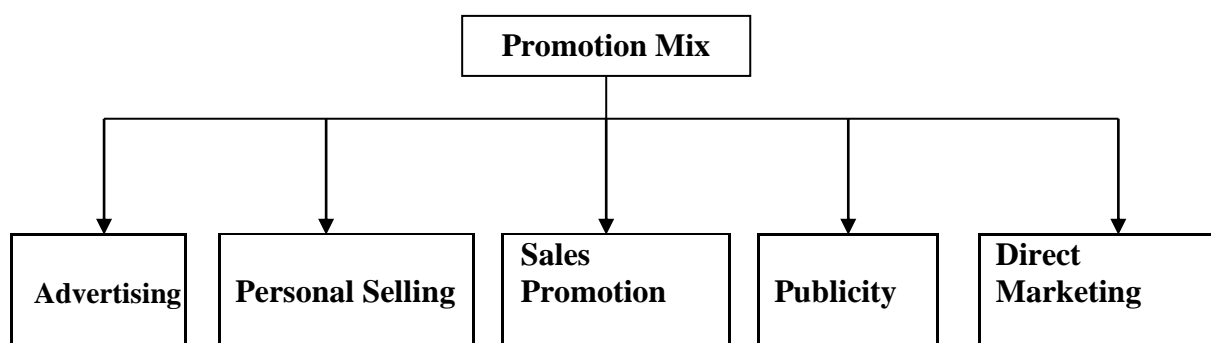 Promotion Mix
Advertising
Personal Selling
Sales
Promotion
Publicity
Direct
Marketing